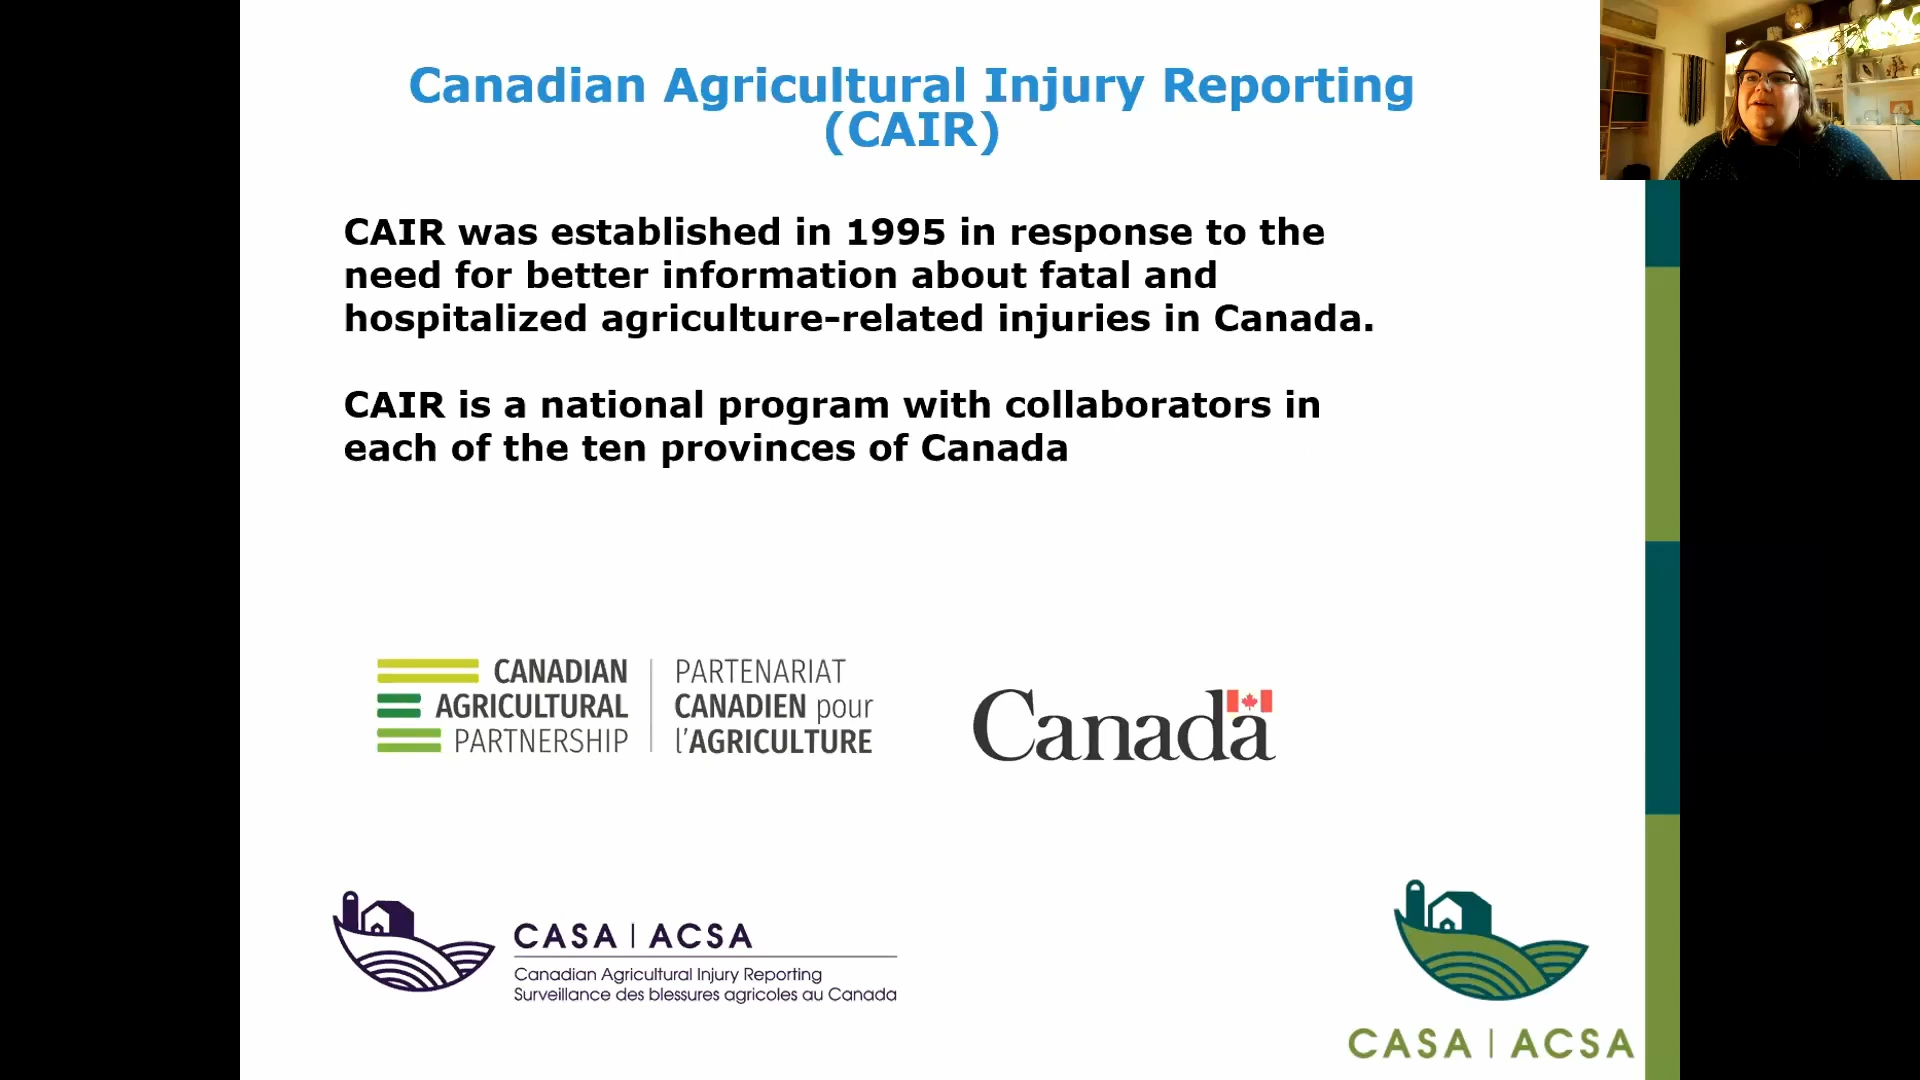 Canadian Agricultural Injury Reporting
(CAIR)
CAIR was established in 1995 in response to the
need for better information about fatal and
hospitalized agriculture-related injuries in Canada.
CAIR is a national program with collaborators in
each of the ten provinces of Canada
CANADIAN
AGRICULTURAL
PARTNERSHIP
PARTENARIAT
CANADIEN pour
l'AGRICULTURE
Canada
CASA | ACSA
Canadian Agricultural Injury Reporting
Surveillance des blessures agricoles au Canada
CASA | ACSA